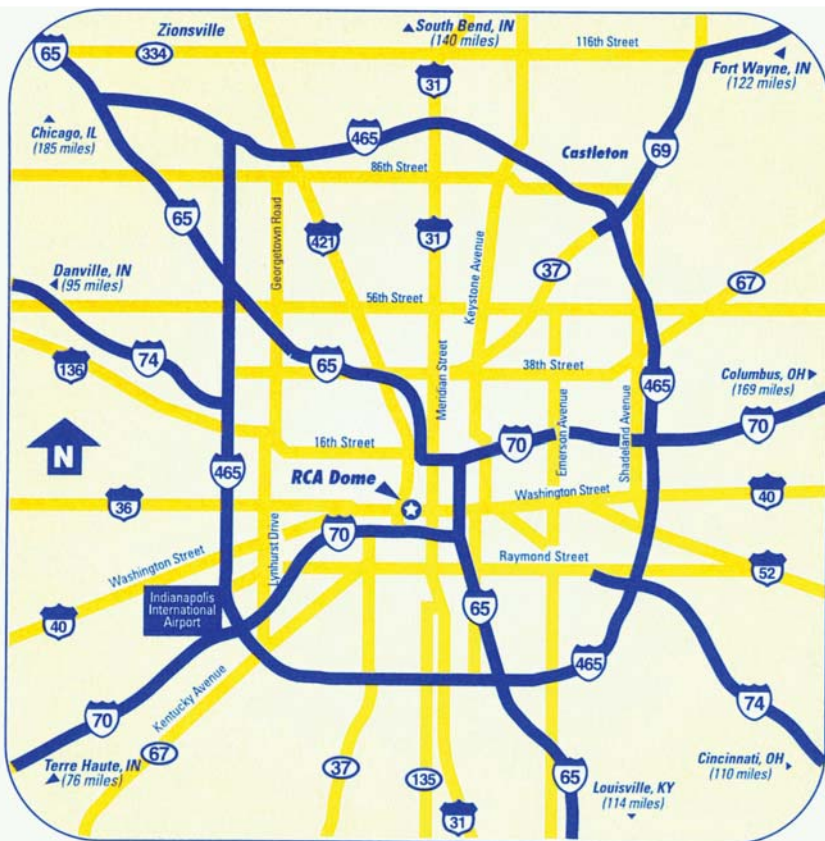 65
334
Zionsville
South Bend, IN
(140 miles)
116th Street
31
Fort Wayne, IN
(122 miles)
Chicago, IL
(185 miles)
465
Castleton
69
86th Street
65
Georgetown Road
421
31
Keystone Avenue
37
67
Danville, IN
(95 miles)
56th Street
74
136
65
Meridian Street
38th Street
465
Columbus, OH
(169 miles)
N
465
16th Street
70
Emerson Avenue
Shadeland Avenue
70
RCA Dome
36
Washington Street
40
70
Lynhurst Drive
Washington Street
Raymond Street
52
Indianapolis
International
Airport
40
65
465
70
Kentucky Avenue
74
67
Terre Haute, IN
(76 miles)
37
135
31
65
Louisville, KY
(114 miles)
Cincinnati, OH
(110 miles)